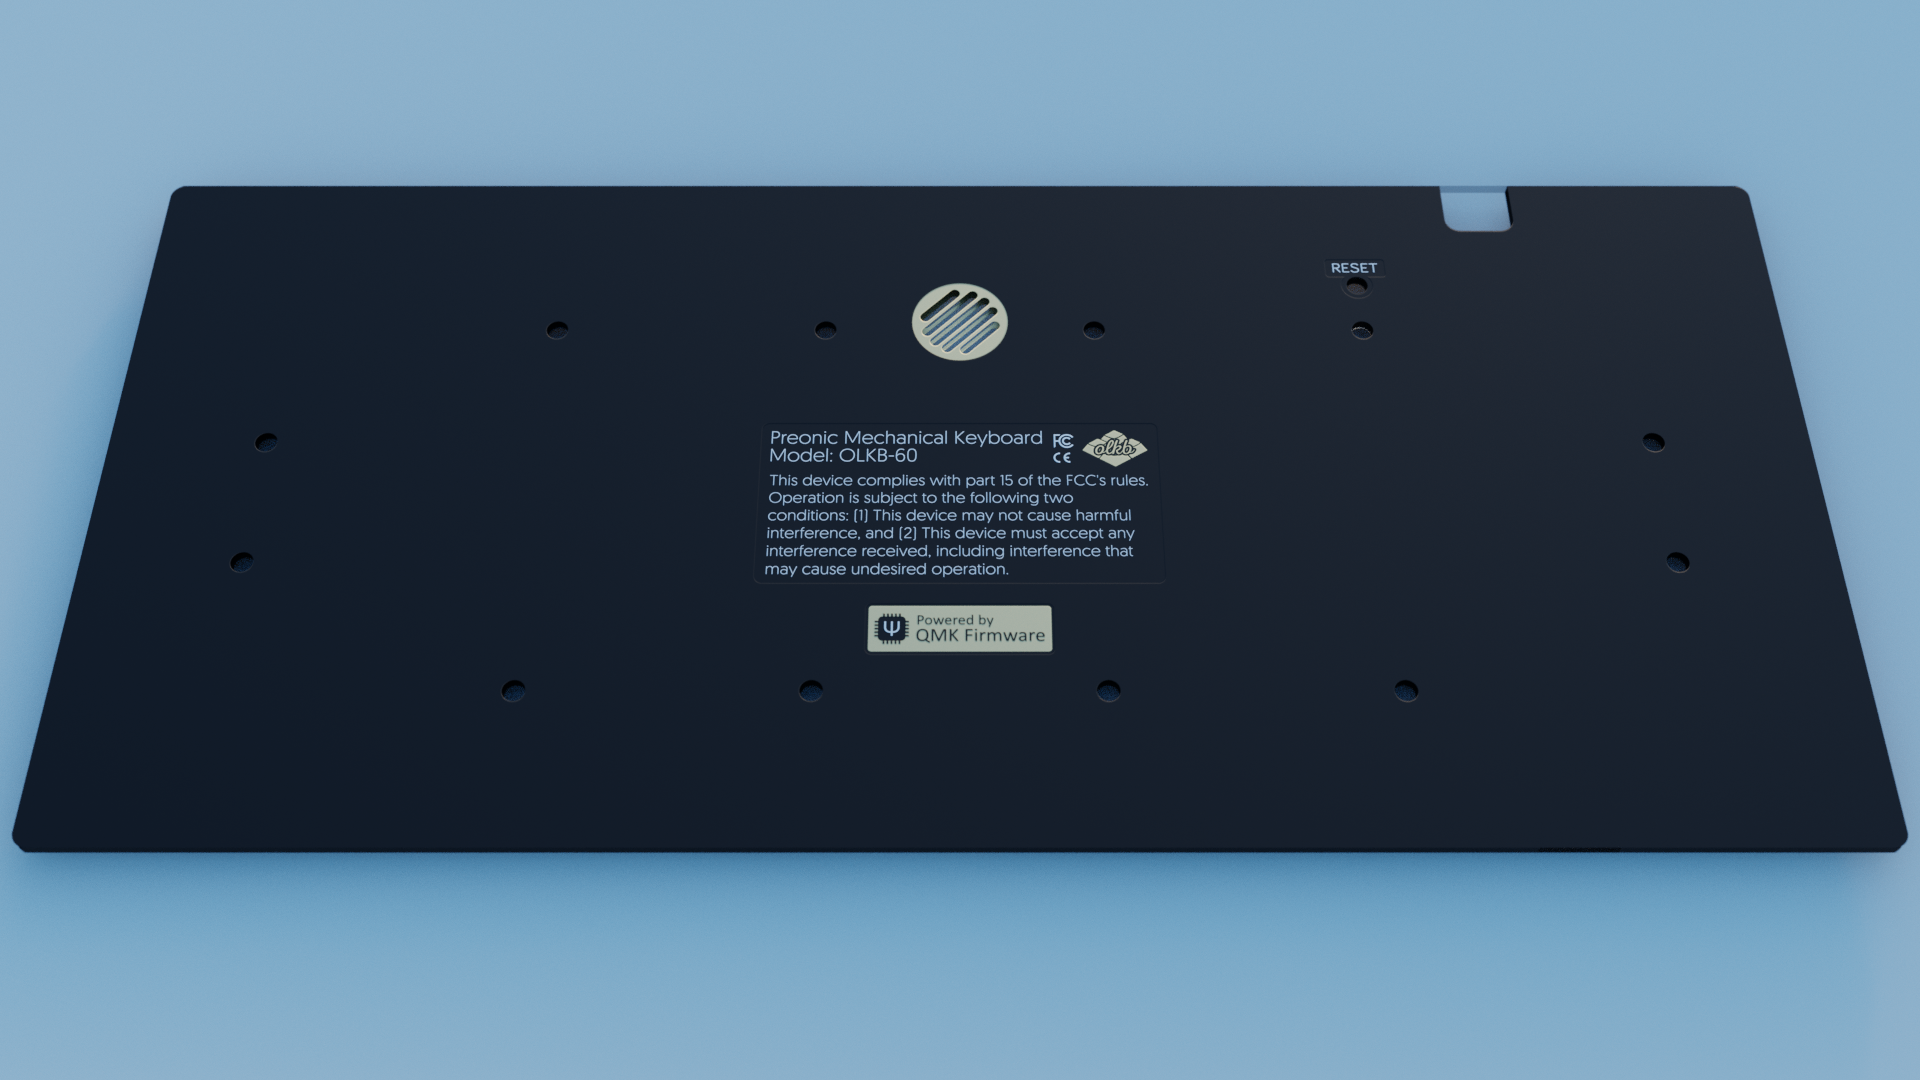 RESET
Preonic Mechanical Keyboard FC
Model: OLKB-60 CE
olkb
This device complies with part 15 of the FCC's rules.
Operation is subject to the following two
conditions: (1) This device may not cause harmful
interference, and (2) This device must accept any
interference received, including interference that
may cause undesired operation.
Powered by
QMK Firmware